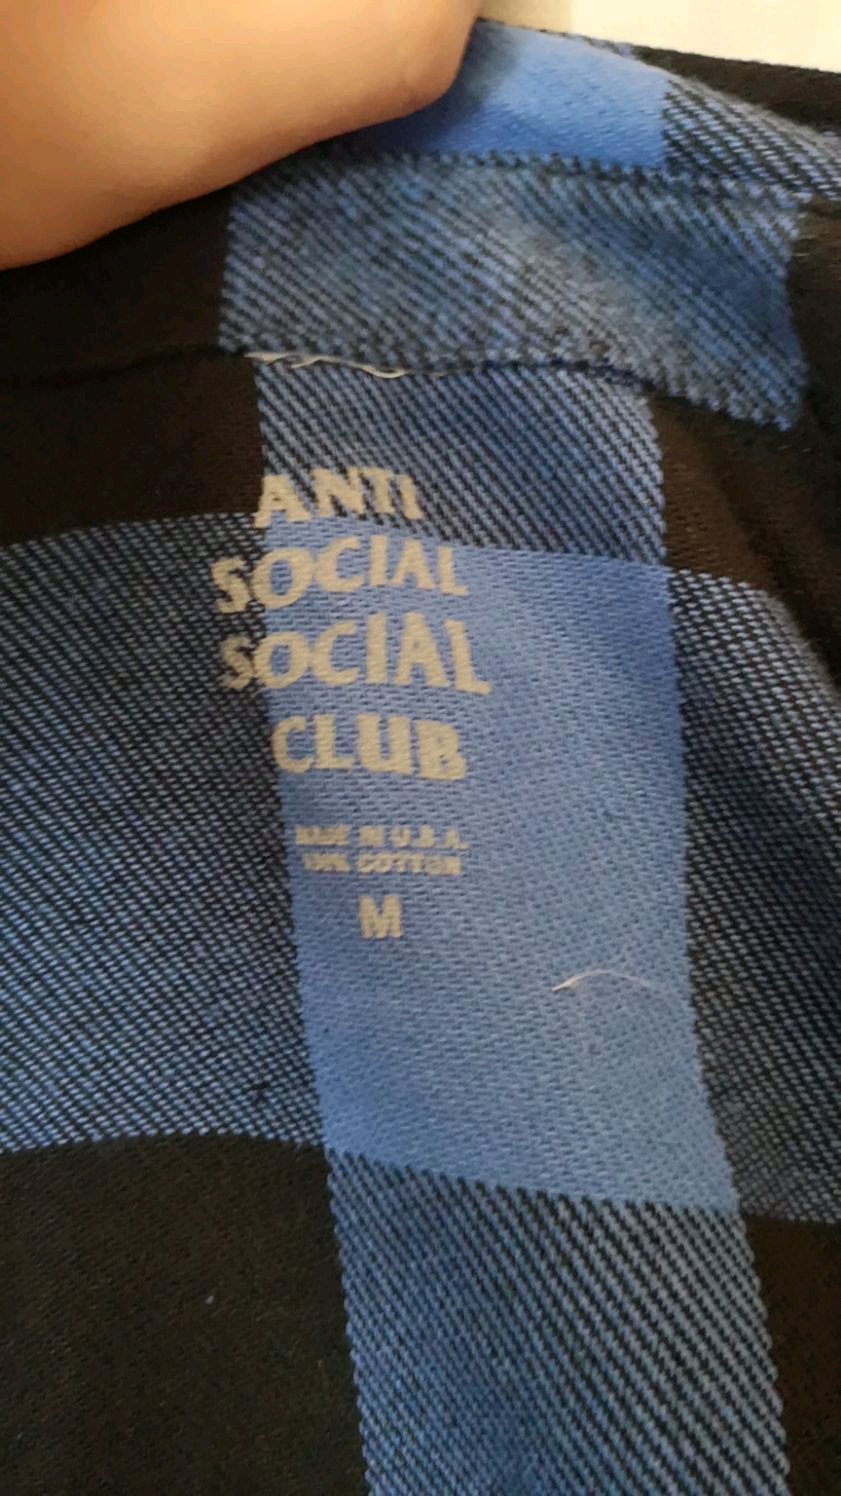 ANTI
SOCIAL
SOCIAL
CLUB
MADE IN U.S.A.
100% COTTON
M